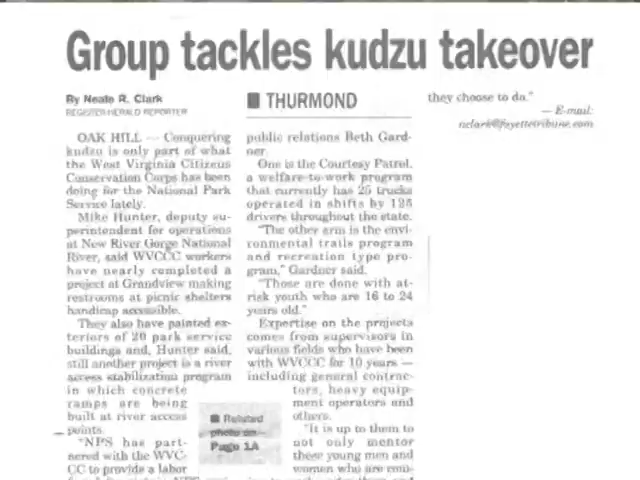 Group tackles kudzu takeover
By Neale R. Clark
REGISTER-HERALD REPORTER
OAK HILL — Conquering
kudzu is only part of what
the West Virginia Citizens
Conservation Corps has been
doing for the National Park
Service lately.
Mike Hunter, deputy su-
perintendent for operations
at New River Gorge National
River, said WVCCC workers
have nearly completed a
project at Grandview making
restrooms at picnic shelters
handicap accessible.
They also have painted ex-
teriors of 20 park service
buildings and, Hunter said,
still another project is a river
access stabilization program
in which concrete
ramps are being
built at river access
points.
"NPS has part-
nered with the WVC-
CC to provide a labor
■ THURMOND
public relations Beth Gard-
ner.
One is the Courtesy Patrol,
a welfare-to-work program
that currently has 25 trucks
operated in shifts by 125
drivers throughout the state.
"The other arm is the envi-
ronmental trails program
and recreation type pro-
gram," Gardner said.
"Those are done with at-
risk youth who are 16 to 24
years old."
Expertise on the projects
comes from supervisors in
various fields who have been
with WVCCC for 10 years —
including general contrac-
tors, heavy equip-
ment operators and
others.
"It is up to them to
not only mentor
these young men and
women who are com-
■ Related
photo on
Page 1A
they choose to do."
— E-mail:
nclark@fayettetribune.com